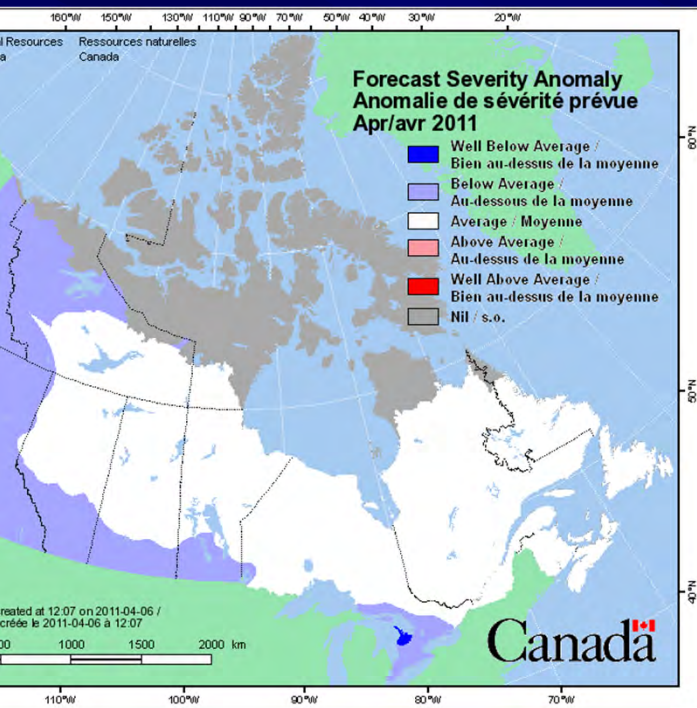 160°W 150°W 130°W 110°W 90°W 70°W 50°W 40°W 30°W 20°W
l Resources Ressources naturelles
a Canada
Forecast Severity Anomaly
Anomalie de sévérité prévue
Apr/avr 2011
Well Below Average /
Bien au-dessus de la moyenne
Below Average /
Au-dessous de la moyenne
Average / Moyenne
Above Average /
Au-dessus de la moyenne
Well Above Average /
Bien au-dessus de la moyenne
Nil / s.o.
60°N
50°N
40°N
reated at 12:07 on 2011-04-06 /
créée le 2011-04-06 à 12:07
00 1000 1500 2000 km
Canada
110°W 100°W 90°W 80°W 70°W